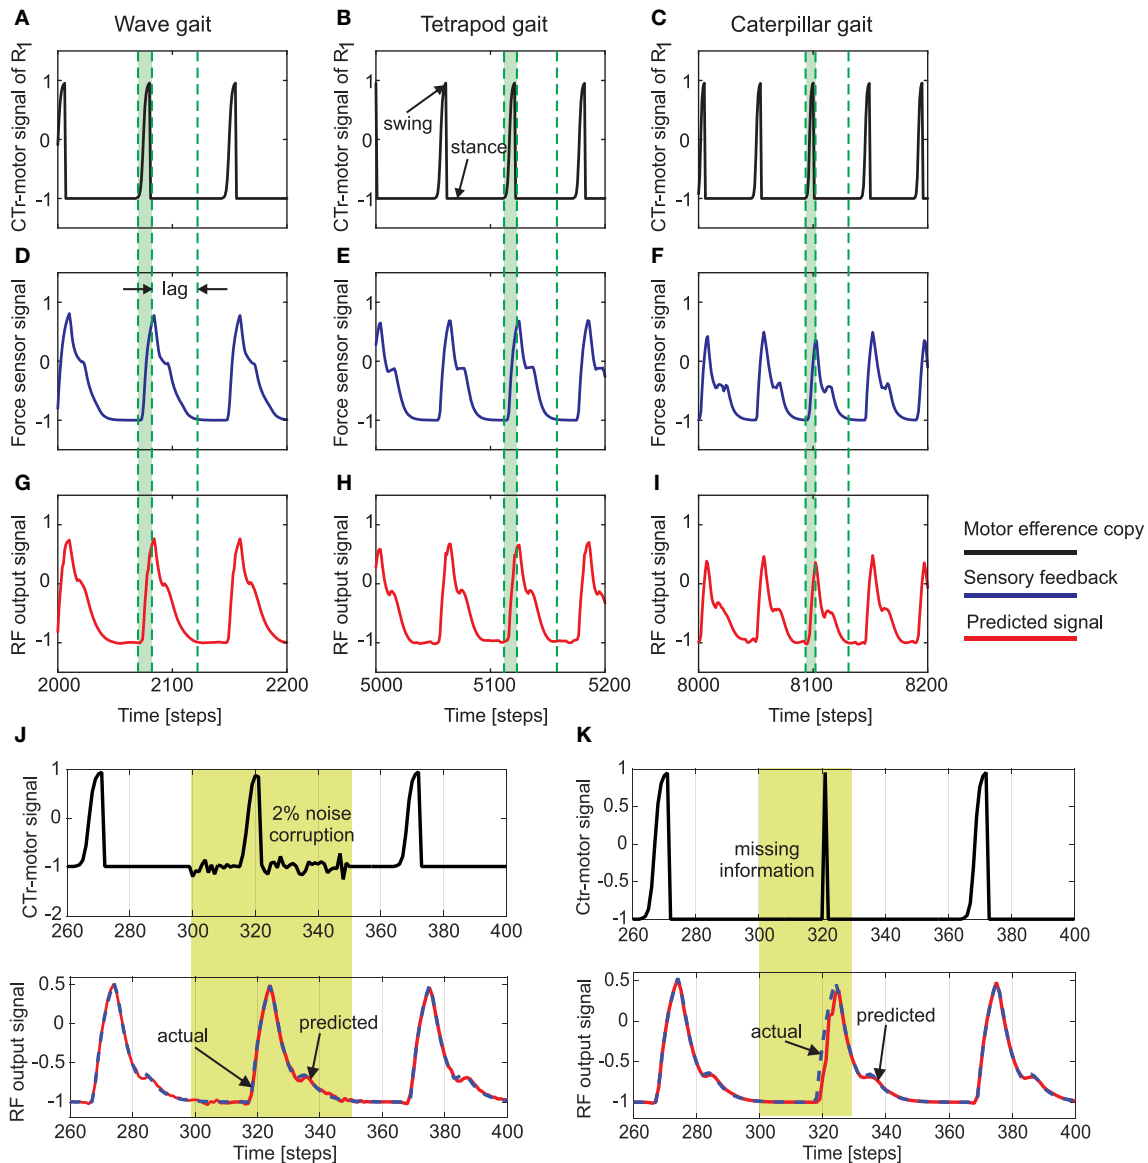 A Wave gait
B Tetrapod gait
C Caterpillar gait
CTr-motor signal of R1
1
0
-1
CTr-motor signal of R1
1
0
-1
swing
stance
CTr-motor signal of R1
1
0
-1
D
Force sensor signal
1
0
-1
lag
E
Force sensor signal
1
0
-1
F
Force sensor signal
1
0
-1
G
RF output signal
1
0
-1
2000 2100 2200
Time [steps]
H
RF output signal
1
0
-1
5000 5100 5200
Time [steps]
I
RF output signal
1
0
-1
8000 8100 8200
Time [steps]
Motor efference copy
Sensory feedback
Predicted signal
J
CTr-motor signal
1
0
-1
-2
2% noise
corruption
260 280 300 320 340 360 380 400
RF output signal
0.5
0
-0.5
-1
actual
predicted
260 280 300 320 340 360 380 400
Time [steps]
K
Ctr-motor signal
1
0.5
0
-0.5
-1
missing
information
260 280 300 320 340 360 380 400
RF output signal
0.5
0
-0.5
-1
actual
predicted
260 280 300 320 340 360 380 400
Time [steps]